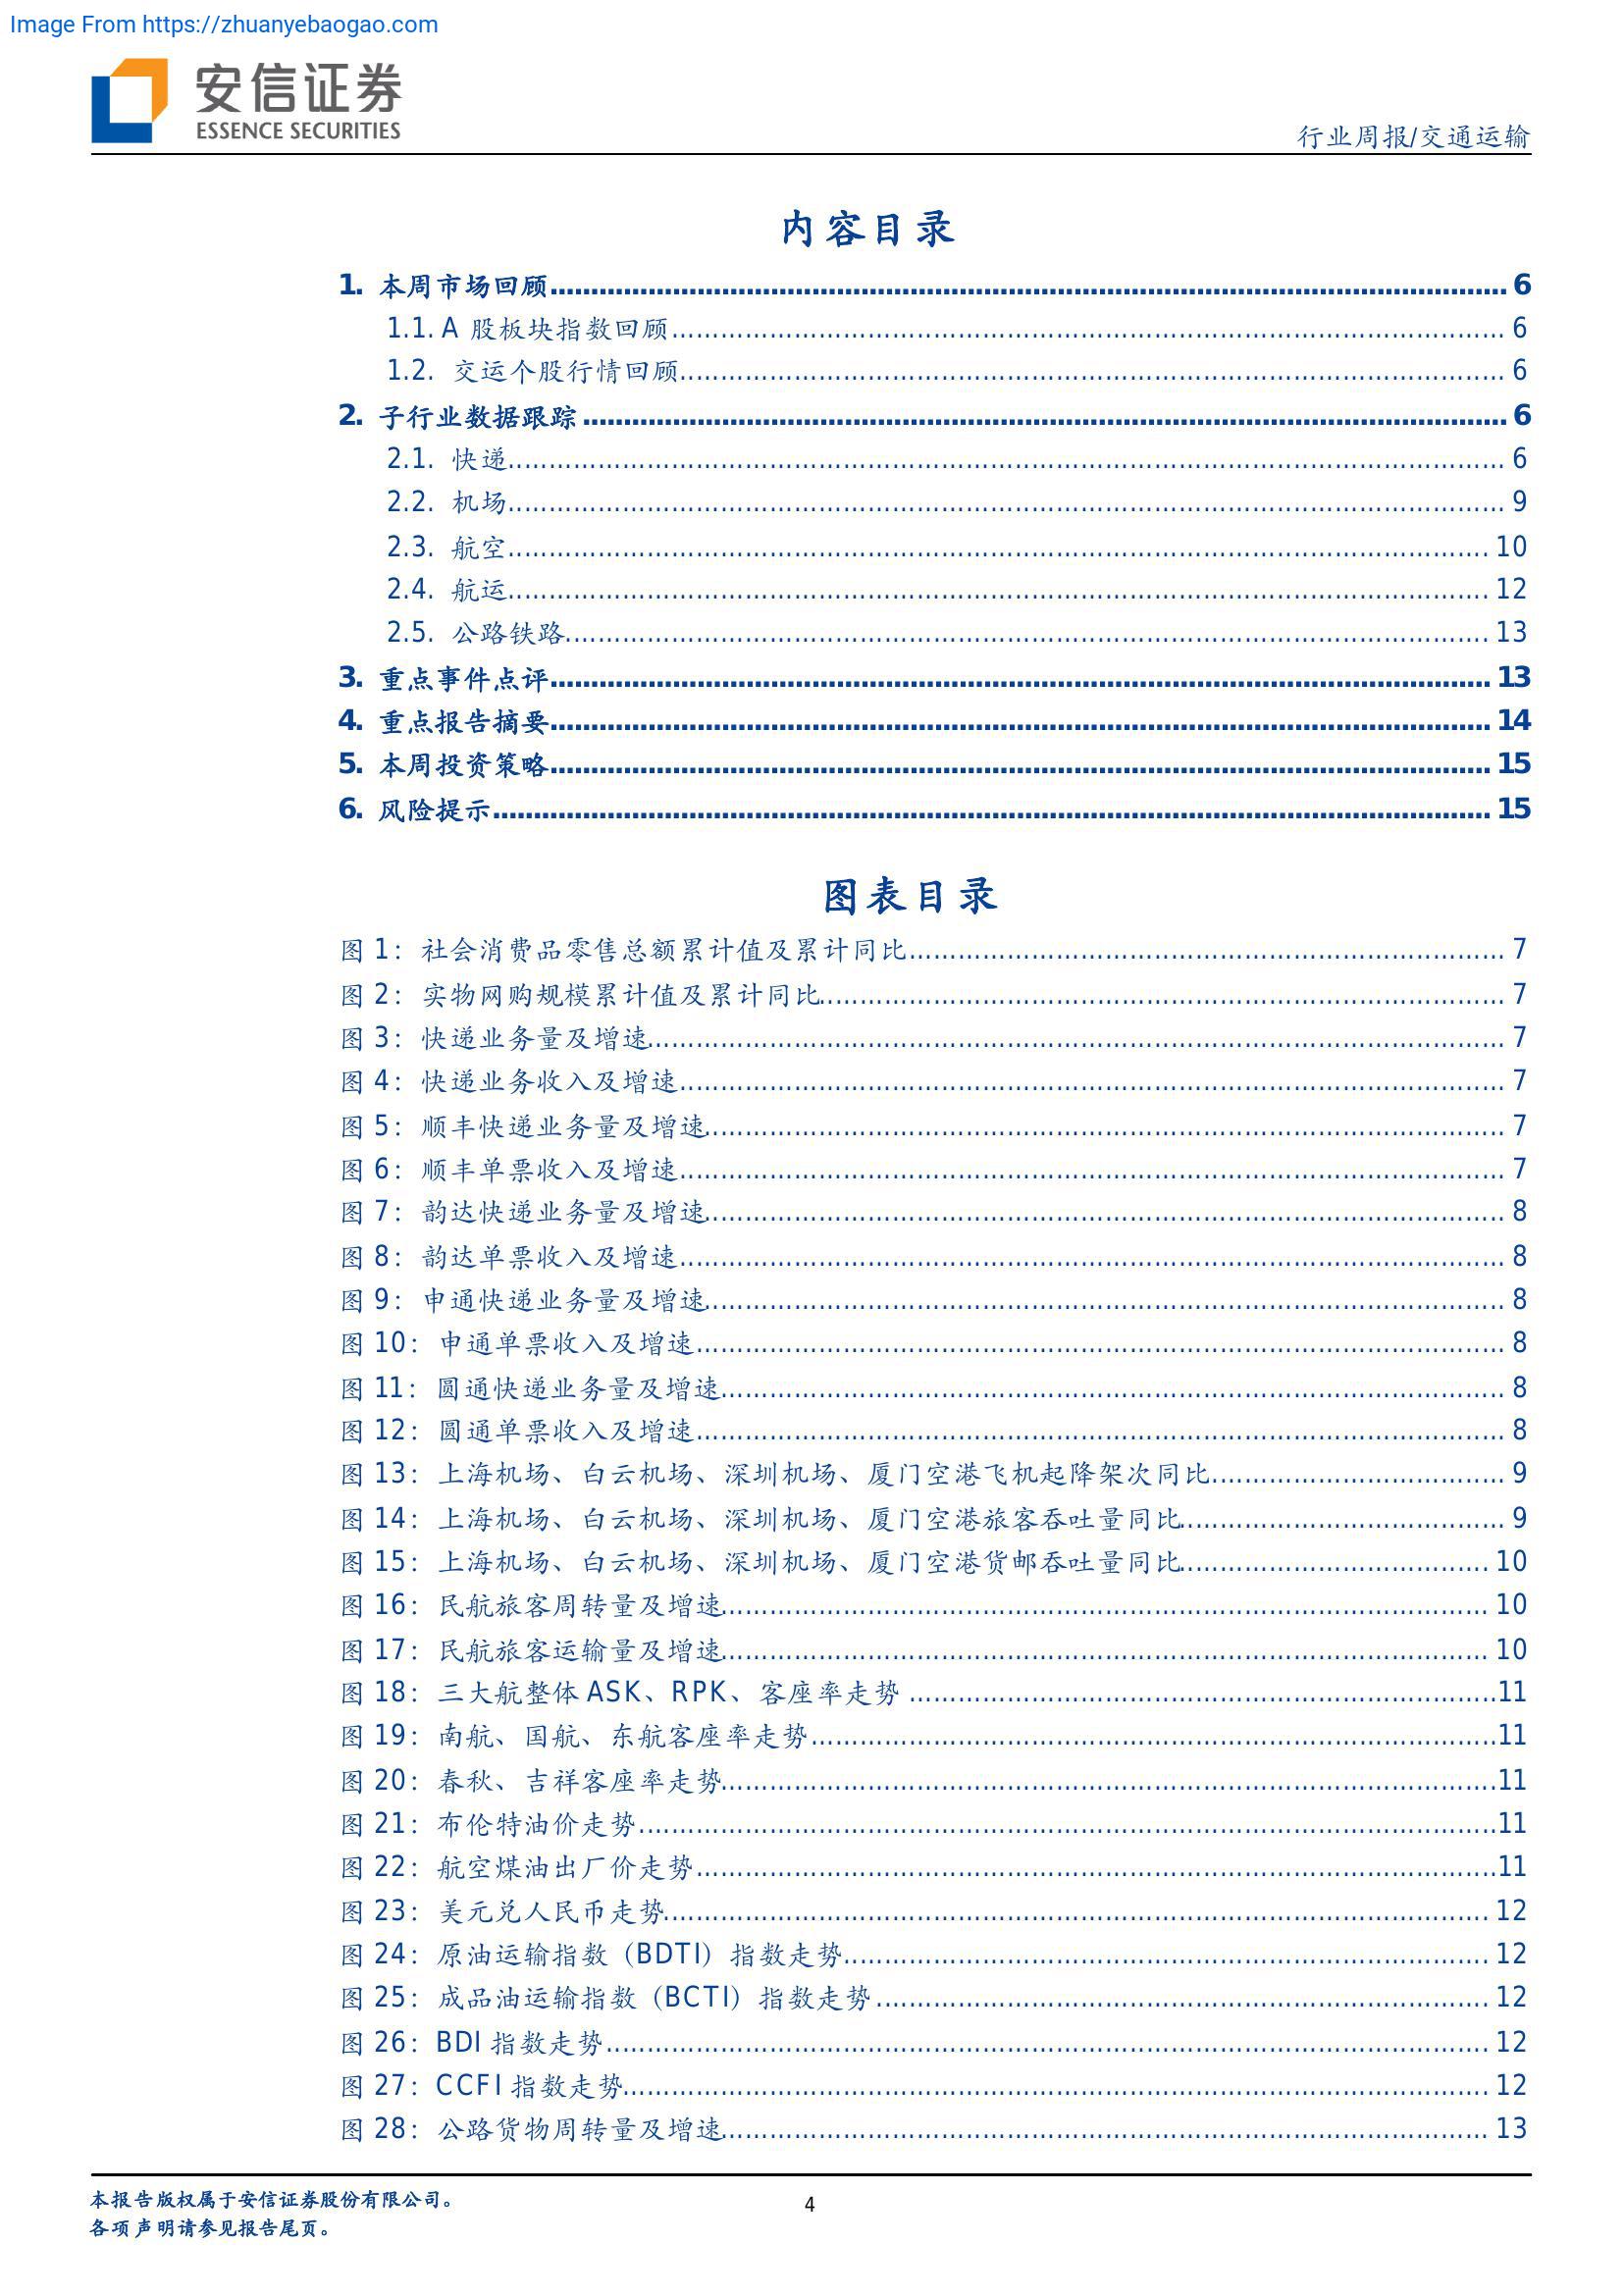 Image From https://zhuanyebaogao.com
安信证券
ESSENCE SECURITIES
行业周报/交通运输
内容目录
1. 本周市场回顾 6
1.1. A 股板块指数回顾 6
1.2. 交运个股行情回顾 6
2. 子行业数据跟踪 6
2.1. 快递 6
2.2. 机场 9
2.3. 航空 10
2.4. 航运 12
2.5. 公路铁路 13
3. 重点事件点评 13
4. 重点报告摘要 14
5. 本周投资策略 15
6. 风险提示 15
图表目录
图 1：社会消费品零售总额累计值及累计同比 7
图 2：实物网购规模累计值及累计同比 7
图 3：快递业务量及增速 7
图 4：快递业务收入及增速 7
图 5：顺丰快递业务量及增速 7
图 6：顺丰单票收入及增速 7
图 7：韵达快递业务量及增速 8
图 8：韵达单票收入及增速 8
图 9：申通快递业务量及增速 8
图 10：申通单票收入及增速 8
图 11：圆通快递业务量及增速 8
图 12：圆通单票收入及增速 8
图 13：上海机场、白云机场、深圳机场、厦门空港飞机起降架次同比 9
图 14：上海机场、白云机场、深圳机场、厦门空港旅客吞吐量同比 9
图 15：上海机场、白云机场、深圳机场、厦门空港货邮吞吐量同比 10
图 16：民航旅客周转量及增速 10
图 17：民航旅客运输量及增速 10
图 18：三大航整体 ASK、RPK、客座率走势 11
图 19：南航、国航、东航客座率走势 11
图 20：春秋、吉祥客座率走势 11
图 21：布伦特油价走势 11
图 22：航空煤油出厂价走势 11
图 23：美元兑人民币走势 12
图 24：原油运输指数（BDTI）指数走势 12
图 25：成品油运输指数（BCTI）指数走势 12
图 26：BDI 指数走势 12
图 27：CCFI 指数走势 12
图 28：公路货物周转量及增速 13
本报告版权属于安信证券股份有限公司。
各项声明请参见报告尾页。
4